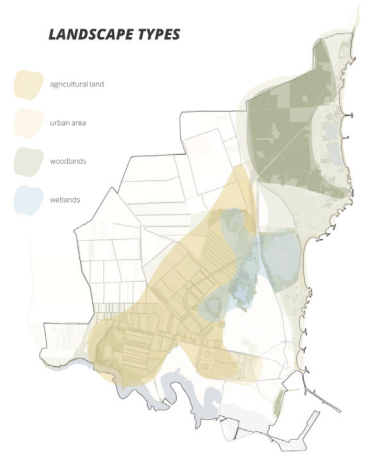 LANDSCAPE TYPES
agricultural land
urban area
woodlands
wetlands